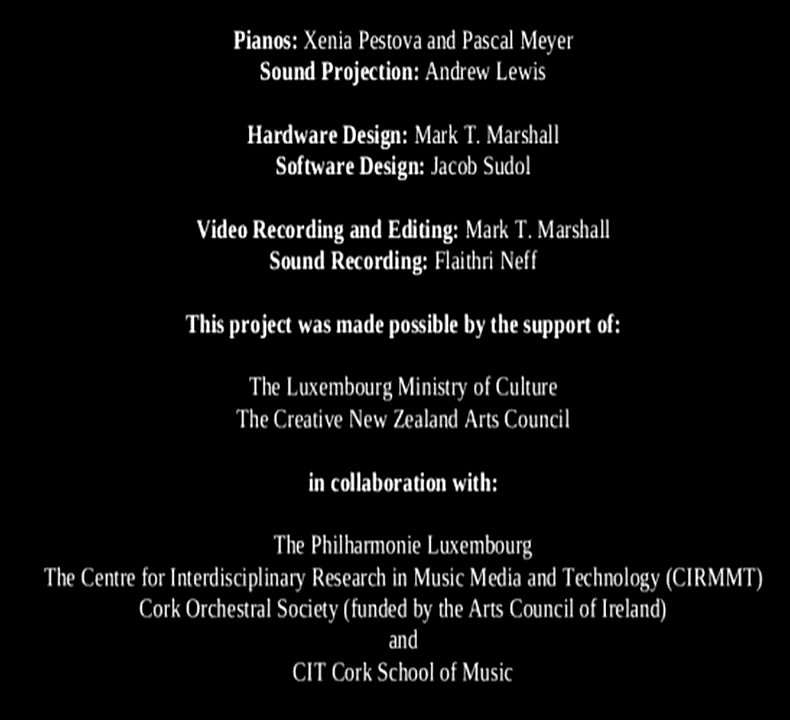 Pianos: Xenia Pestova and Pascal Meyer
Sound Projection: Andrew Lewis
Hardware Design: Mark T. Marshall
Software Design: Jacob Sudol
Video Recording and Editing: Mark T. Marshall
Sound Recording: Flaithri Neff
This project was made possible by the support of:
The Luxembourg Ministry of Culture
The Creative New Zealand Arts Council
in collaboration with:
The Philharmonie Luxembourg
The Centre for Interdisciplinary Research in Music Media and Technology (CIRMMT)
Cork Orchestral Society (funded by the Arts Council of Ireland)
and
CIT Cork School of Music